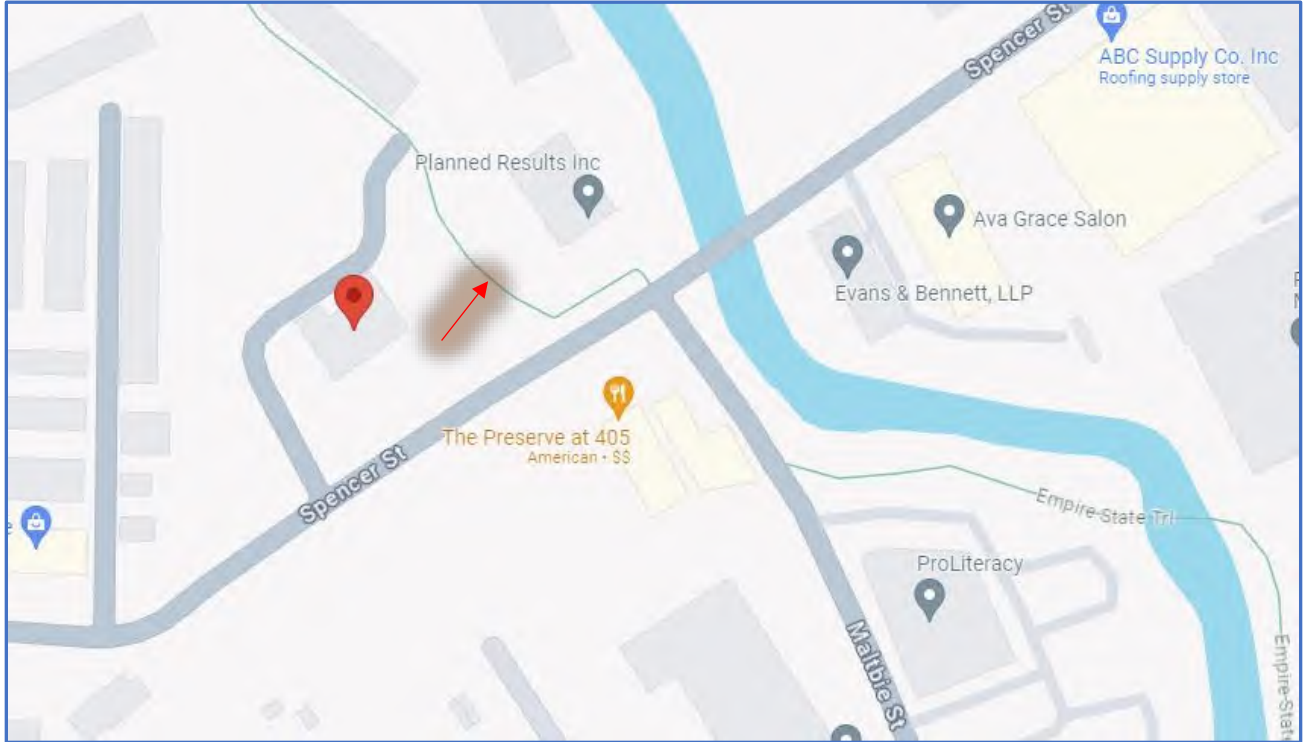 Spencer St
ABC Supply Co. Inc
Roofing supply store
Planned Results Inc
Ava Grace Salon
Evans & Bennett, LLP
The Preserve at 405
American • $$
Spencer St
Empire State Trl
ProLiteracy
Maltbie St